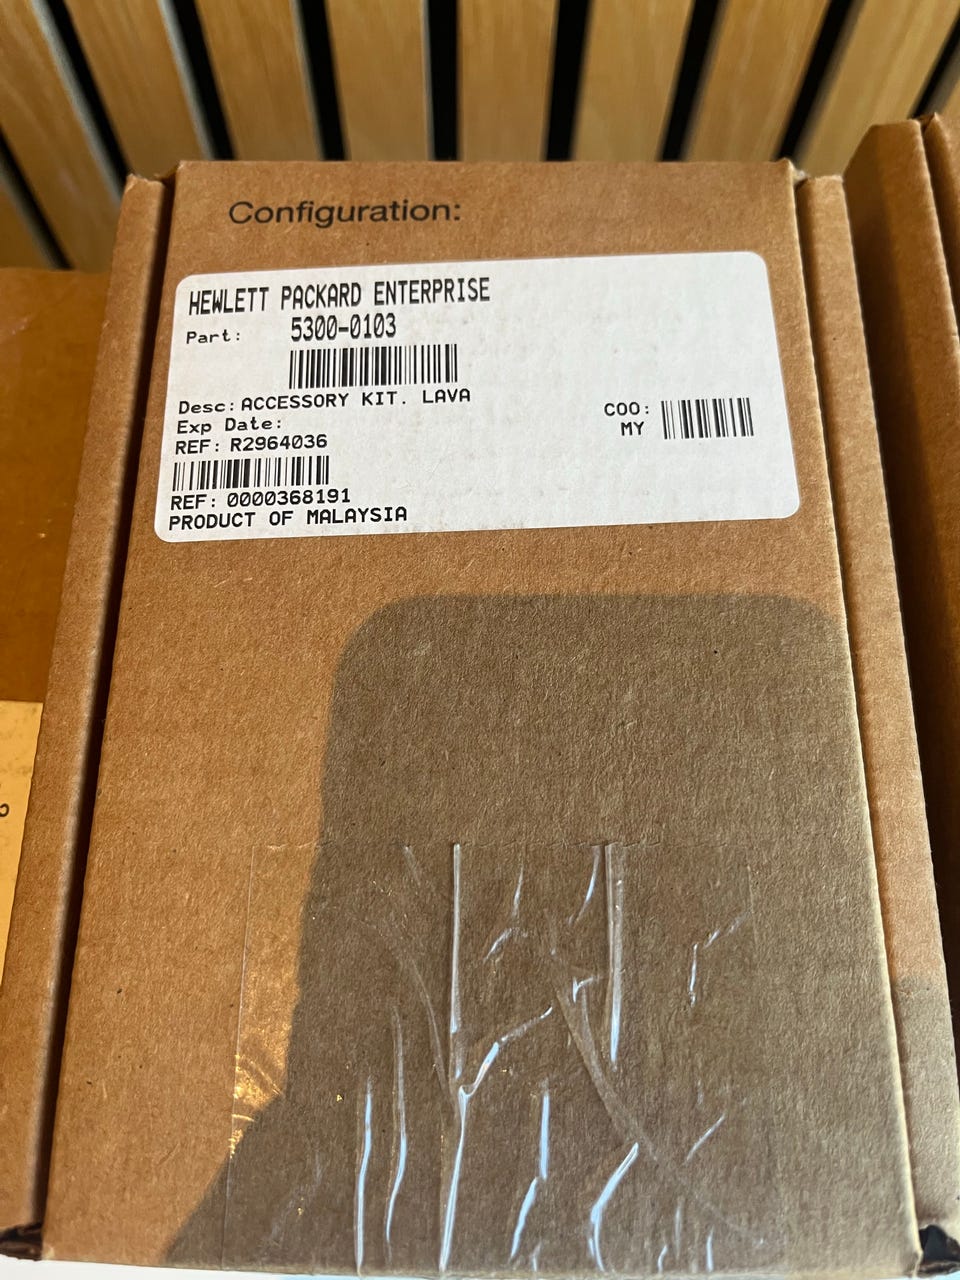 Configuration:
HEWLETT PACKARD ENTERPRISE
Part: 5300-0103
Desc: ACCESSORY KIT. LAVA
Exp Date:
REF: R2964036
COO:
MY
REF: 0000368191
PRODUCT OF MALAYSIA